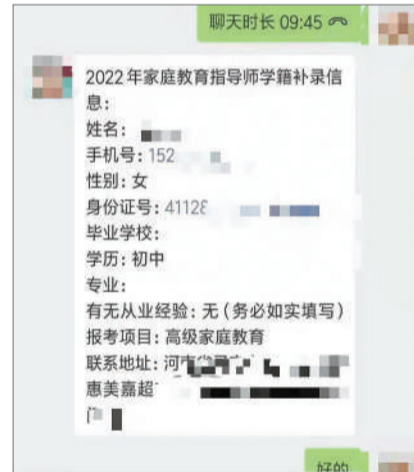 聊天时长 09:45
2022年家庭教育指导师学籍补录信
息:
姓名:
手机号: 152
性别: 女
身份证号: 41128
毕业学校:
学历: 初中
专业:
有无从业经验: 无 (务必如实填写)
报考项目: 高级家庭教育
联系地址: 河南省
惠美嘉超
好的